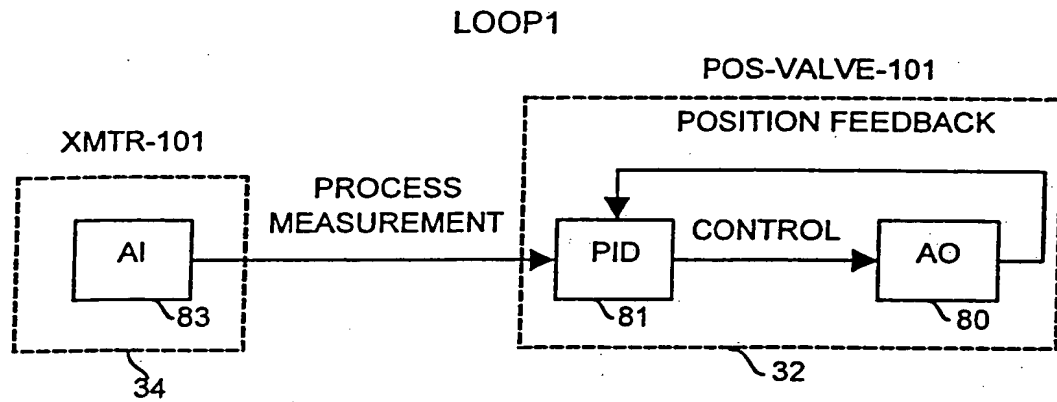 LOOP1
POS-VALVE-101
POSITION FEEDBACK
XMTR-101
PROCESS
MEASUREMENT
CONTROL
AI
PID
AO
83
81
80
34
32